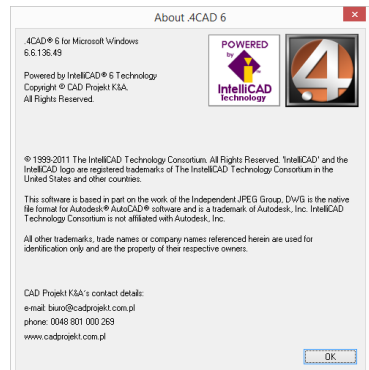 About .4CAD 6
.4CAD® 6 for Microsoft Windows
6.6.136.49
Powered by IntelliCAD® 6 Technology
Copyright © CAD Projekt K&A.
All Rights Reserved.
POWERED
by
IntelliCAD
Technology
.4
© 1999-2011 The IntelliCAD Technology Consortium. All Rights Reserved. 'IntelliCAD' and the
IntelliCAD logo are registered trademarks of The InstelliCAD Technology Consortium in the
United States and other countries.
This software is based in part on the work of the Independent JPEG Group, DWG is the native
file format for Autodesk® AutoCAD® software and is a trademark of Autodesk, Inc. IntelliCAD
Technology Consortium is not affiliated with Autodesk, Inc.
All other trademarks, trade names or company names referenced herein are used for
identification only and are the property of their respective owners.
CAD Projekt K&A's contact details:
e-mail: biuro@cadprojekt.com.pl
phone: 0048 801 000 269
www.cadprojekt.com.pl
OK